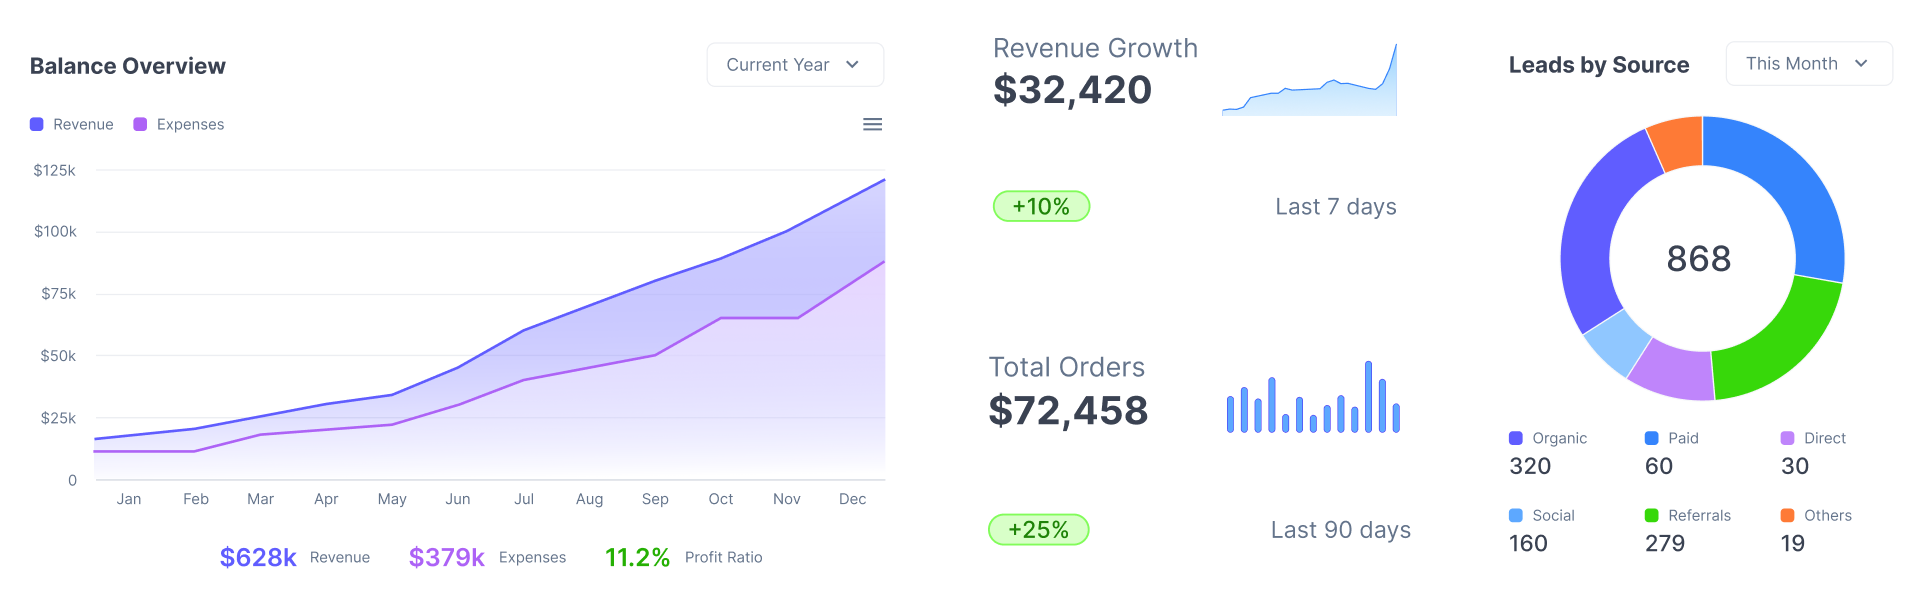 Balance Overview
Current Year
Revenue Expenses
$125k
$100k
$75k
$50k
$25k
0
Jan Feb Mar Apr May Jun Jul Aug Sep Oct Nov Dec
$628k Revenue $379k Expenses 11.2% Profit Ratio
Revenue Growth
$32,420
+10% Last 7 days
Total Orders
$72,458
+25% Last 90 days
Leads by Source
This Month
868
Organic Paid Direct
320 60 30
Social Referrals Others
160 279 19